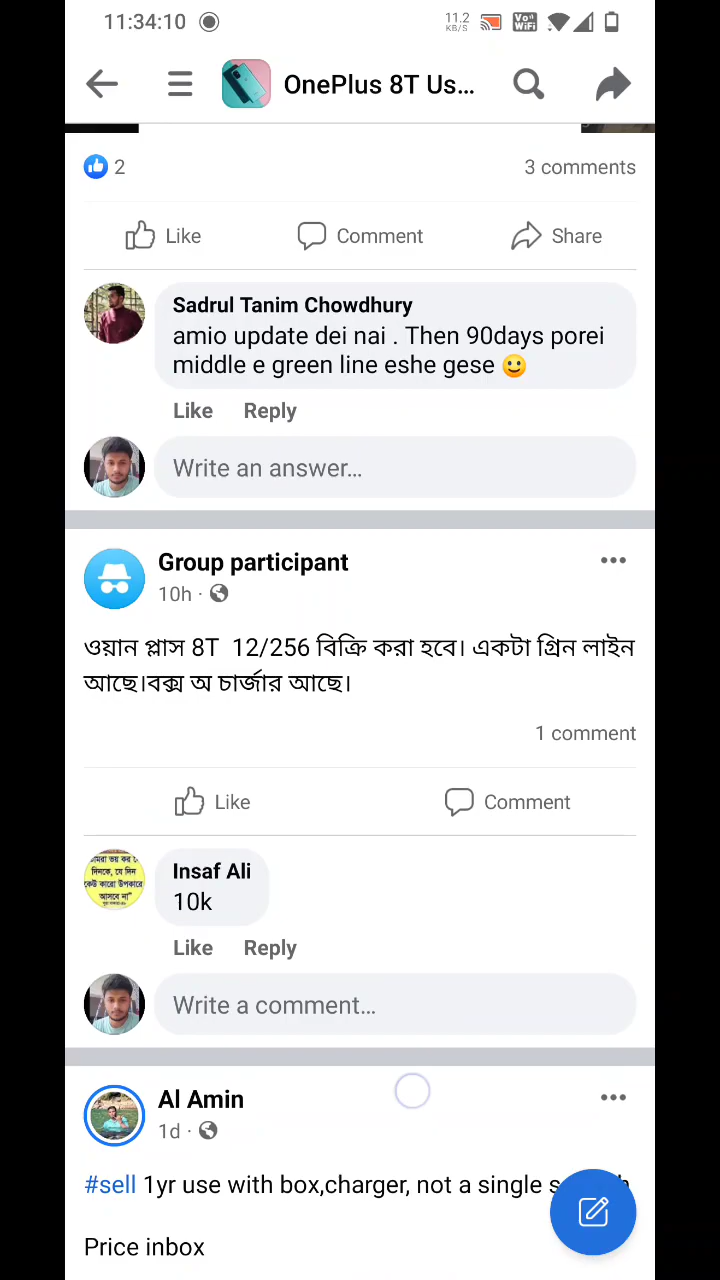 11:34:10
11.2
KB/S
Vo))
WiFi
OnePlus 8T Us...
2
3 comments
Like
Comment
Share
Sadrul Tanim Chowdhury
amio update dei nai . Then 90days porei
middle e green line eshe gese 🙂
Like Reply
Write an answer...
Group participant
10h ·
ওয়ান প্লাস 8T 12/256 বিক্রি করা হবে। একটা গ্রিন লাইন
আছে।বক্স অ চার্জার আছে।
1 comment
Like
Comment
Insaf Ali
10k
Like Reply
Write a comment...
Al Amin
1d ·
#sell 1yr use with box,charger, not a single
Price inbox